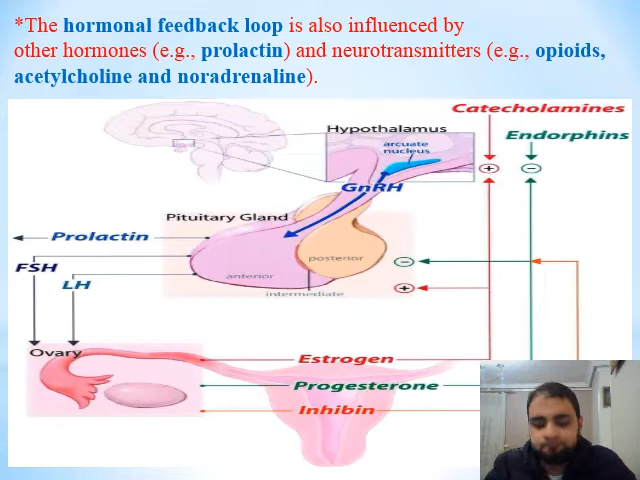 *The hormonal feedback loop is also influenced by
other hormones (e.g., prolactin) and neurotransmitters (e.g., opioids,
acetylcholine and noradrenaline).
Catecholamines
Hypothalamus
Endorphins
arcuate
nucleus
+
−
GnRH
Pituitary Gland
Prolactin
posterior
−
FSH
anterior
LH
intermediate
+
Ovary
Estrogen
Progesterone
Inhibin